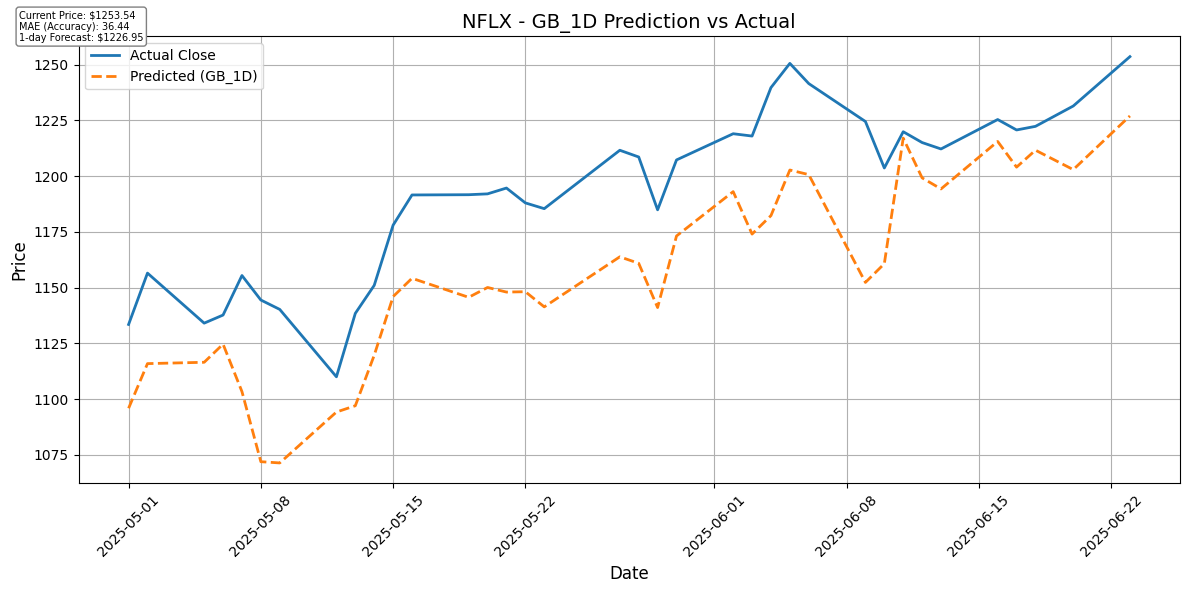 NFLX - GB_1D Prediction vs Actual
Current Price: $1253.54
MAE (Accuracy): 36.44
1-day Forecast: $1226.95
Actual Close
Predicted (GB_1D)
Price
1250
1225
1200
1175
1150
1125
1100
1075
2025-05-01
2025-05-08
2025-05-15
2025-05-22
2025-06-01
2025-06-08
2025-06-15
2025-06-22
Date